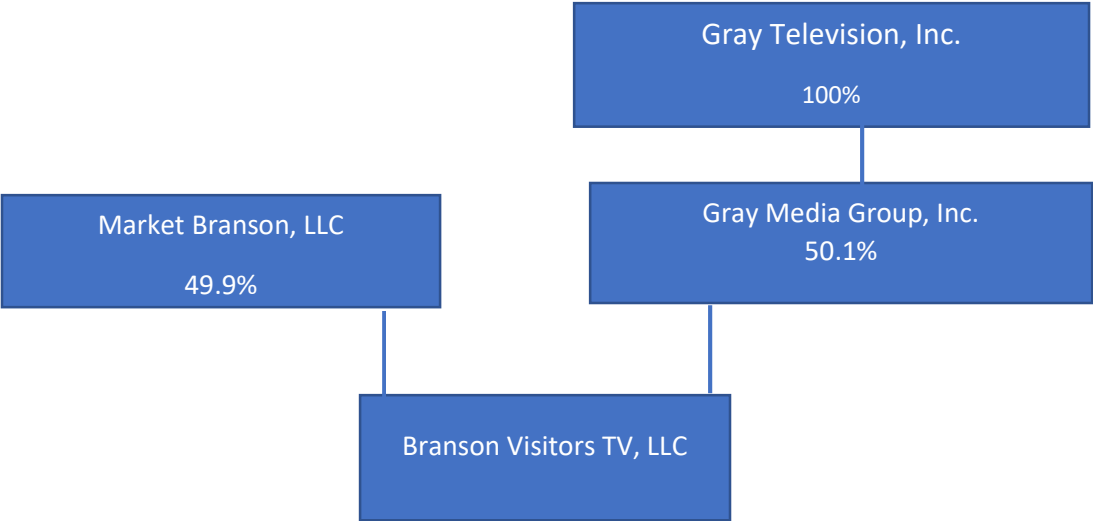 Gray Television, Inc.
100%
Market Branson, LLC
49.9%
Gray Media Group, Inc.
50.1%
Branson Visitors TV, LLC